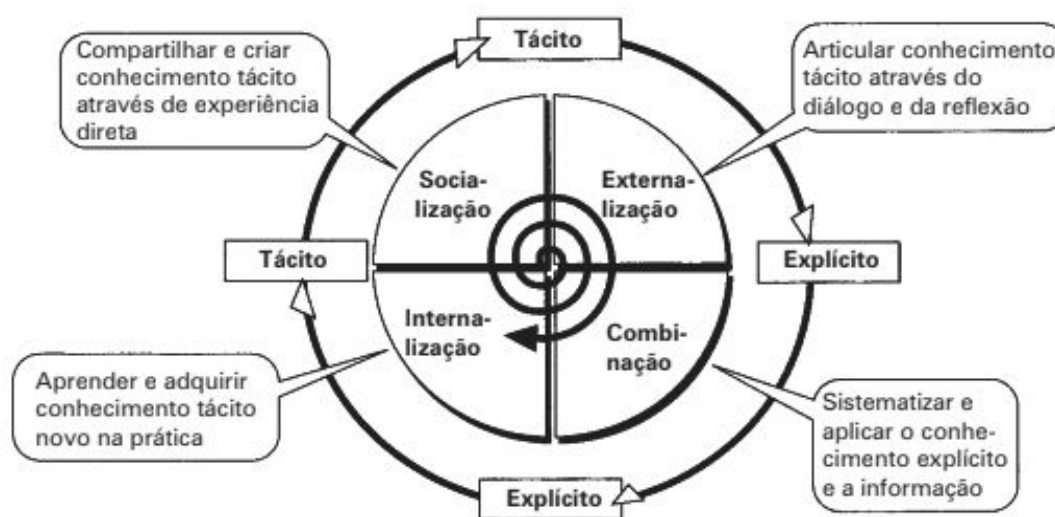 Tácito
Compartilhar e criar
conhecimento tácito
através de experiência
direta
Articular conhecimento
tácito através do
diálogo e da reflexão
Socia-
lização
Externa-
lização
Tácito
Explícito
Interna-
lização
Combi-
nação
Aprender e adquirir
conhecimento tácito
novo na prática
Sistematizar e
aplicar o conhe-
cimento explícito
e a informação
Explícito